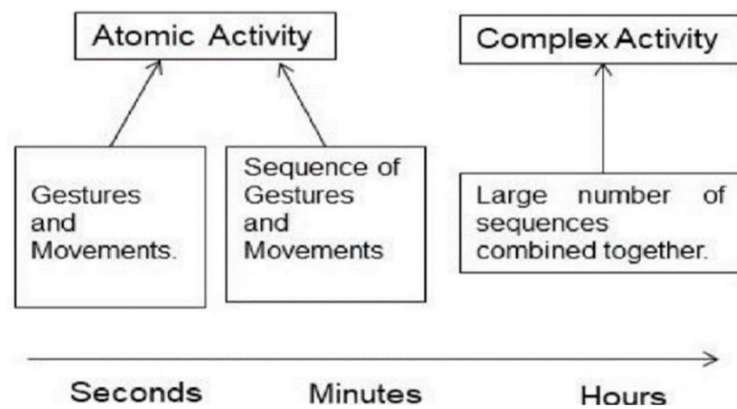 Atomic Activity
Complex Activity
Gestures
and
Movements.
Sequence of
Gestures
and
Movements
Large number of
sequences
combined together.
Seconds Minutes Hours